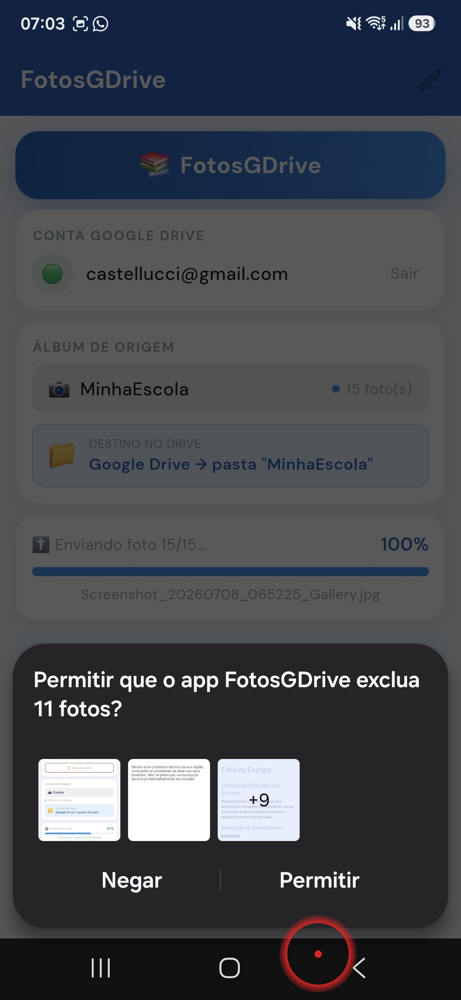 07:03
5
93
FotosGDrive
FotosGDrive
CONTA GOOGLE DRIVE
castellucci@gmail.com
Sair
ÁLBUM DE ORIGEM
MinhaEscola
15 foto(s)
DESTINO NO DRIVE
Google Drive → pasta "MinhaEscola"
Enviando foto 15/15...
100%
Screenshot_20260708_065225_Gallery.jpg
Permitir que o app FotosGDrive exclua
11 fotos?
Sair da conta
ÁLBUM DE ORIGEM
Escola
3 foto(s) no álbum
DESTINO NO DRIVE
Google Drive → pasta "Escola"
Enviando foto 3/3...
67%
Devido a um problema técnico na sua região,
você pode ter problemas de sinal nos seus
produtos. Não se preocupe, nossa equipe
técnica já está trabalhando na solução!
Falta de Energia
Solicitação Efetuada com
Sucesso
+9
Prezado Cliente, que esse
atendimento é tratado com prioridade, nossos
eletricistas estão trabalhando para que o
restabelecimento seja realizado. .
Protocolo de Atendimento
894284309
Negar
Permitir